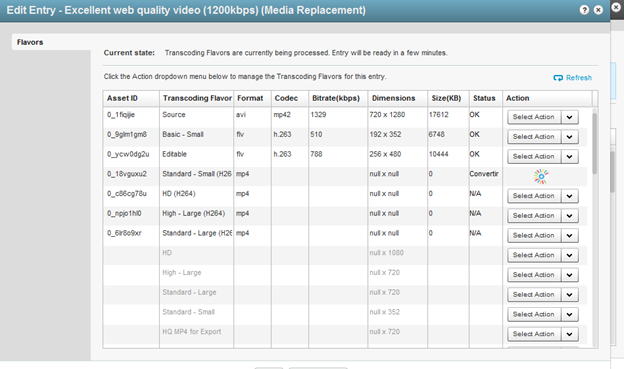 Edit Entry - Excellent web quality video (1200kbps) (Media Replacement)
Flavors
Current state: Transcoding Flavors are currently being processed. Entry will be ready in a few minutes.
Click the Action dropdown menu below to manage the Transcoding Flavors for this entry.
Refresh
Asset ID Transcoding Flavor Format Codec Bitrate(kbps) Dimensions Size(KB) Status Action
0_1fiqijie Source avi mp42 1329 720 x 1280 17612 OK Select Action
0_9glm1gm8 Basic - Small flv h.263 510 192 x 352 6748 OK Select Action
0_ycw0dg2u Editable flv h.263 788 256 x 480 10444 OK Select Action
0_18vguxu2 Standard - Small (H26 mp4 null x null 0 Convertir
0_c86cg78u HD (H264) mp4 null x null 0 N/A Select Action
0_npjo1hl0 High - Large (H264) mp4 null x null 0 N/A Select Action
0_6lr8o9xr Standard - Large (H26 mp4 null x null 0 N/A Select Action
HD null x 1080 Select Action
High - Large null x 720 Select Action
Standard - Large null x 720 Select Action
Standard - Small null x 352 Select Action
HQ MP4 for Export null x 720 Select Action